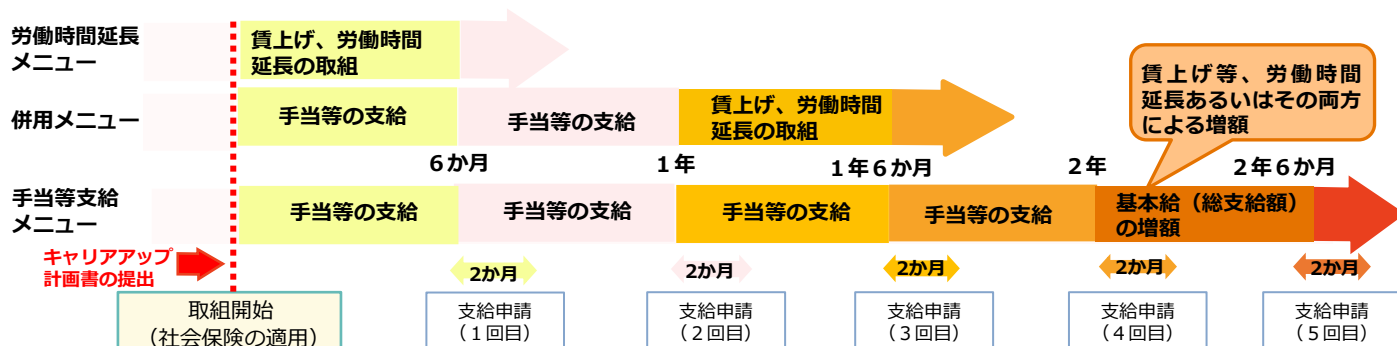 労働時間延長
メニュー
賃上げ、労働時間
延長の取組
賃上げ等、労働時間
延長あるいはその両方
による増額
併用メニュー
手当等の支給
手当等の支給
賃上げ、労働時間
延長の取組
6か月
1年
1年6か月
2年
2年6か月
手当等支給
メニュー
手当等の支給
手当等の支給
手当等の支給
手当等の支給
基本給（総支給額）
の増額
キャリアアップ
計画書の提出
2か月
2か月
2か月
2か月
2か月
取組開始
（社会保険の適用）
支給申請
（１回目）
支給申請
（２回目）
支給申請
（３回目）
支給申請
（４回目）
支給申請
（５回目）